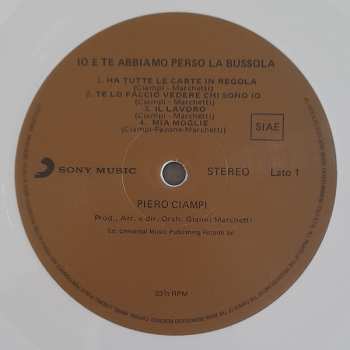 IO E TE ABBIAMO PERSO LA BUSSOLA
1. HA TUTTE LE CARTE IN REGOLA
(Ciampi - Marchetti)
2. TE LO FACCIO VEDERE CHI SONO IO
(Ciampi - Marchetti)
3. IL LAVORO
(Ciampi - Marchetti)
4. MIA MOGLIE
(Ciampi-Pavone-Marchetti)
SIAE
SONY MUSIC
STEREO
Lato 1
PIERO CIAMPI
Prod., Arr. e dir. Orch. Gianni Marchetti
Ed. Universal Music Publishing Ricordi Srl
33⅓ RPM